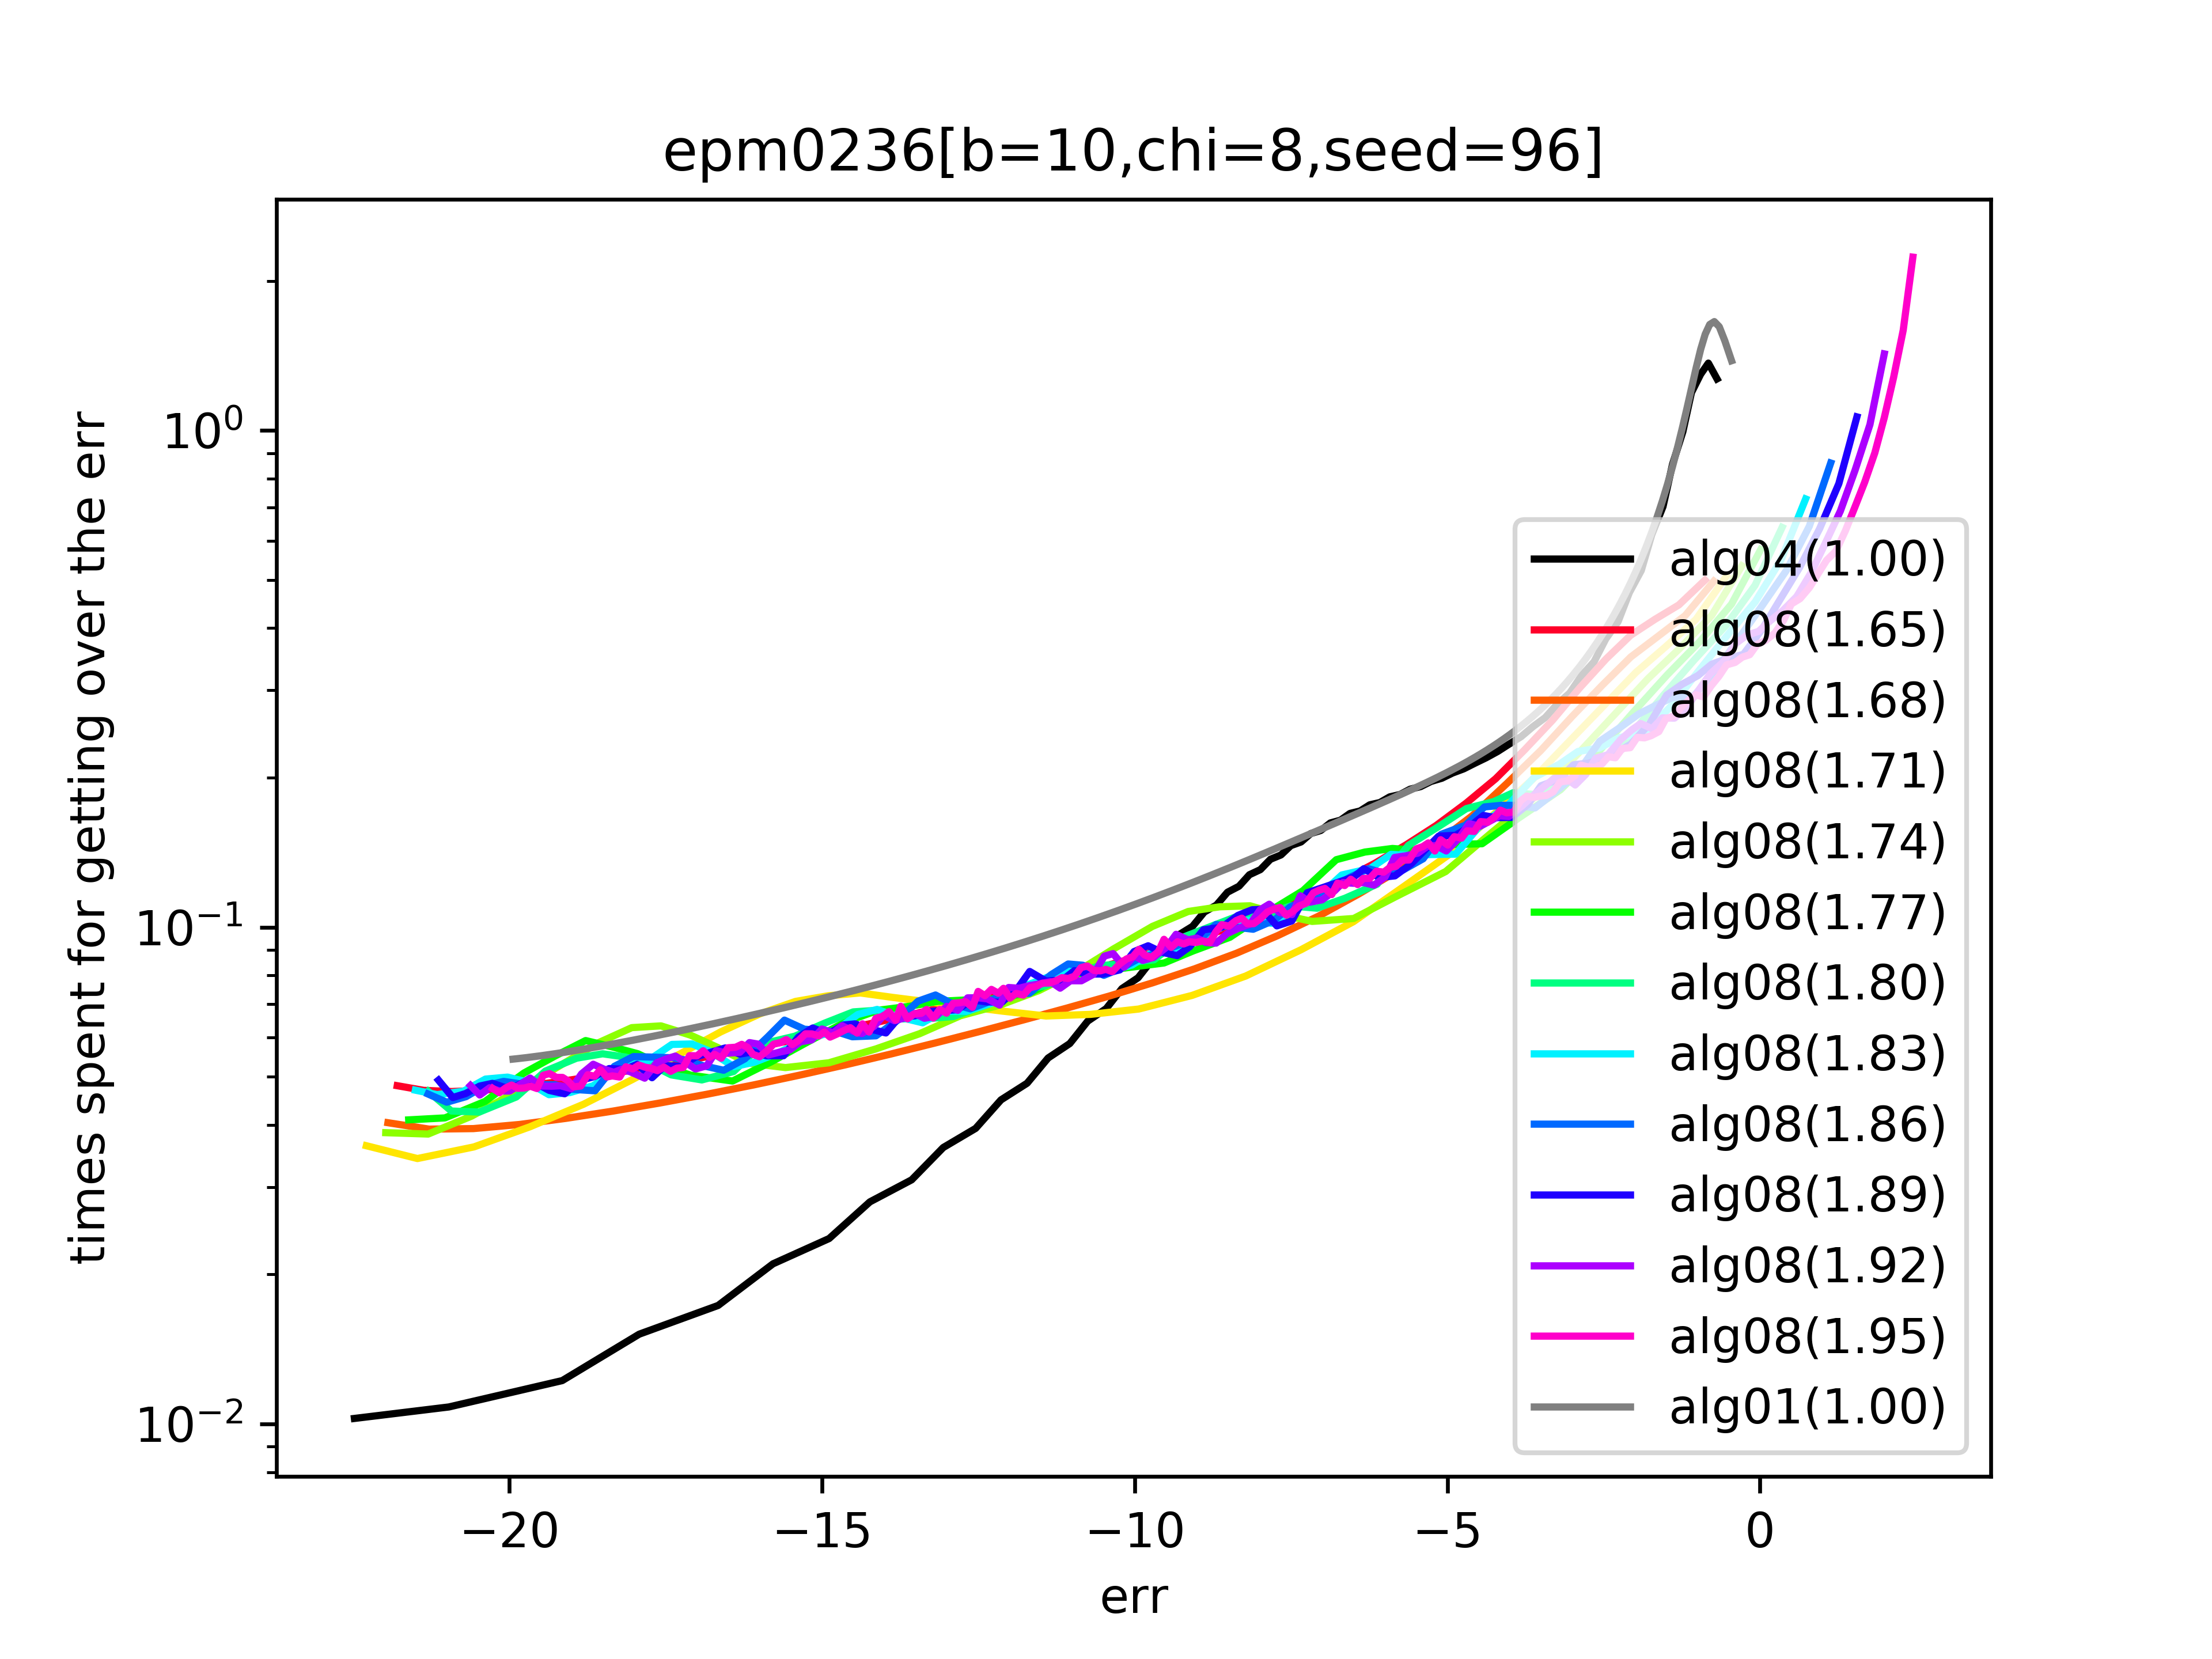 epm0236[b=10,chi=8,seed=96]
times spent for getting over the err
10⁰
10⁻¹
10⁻²
alg04(1.00)
alg08(1.65)
alg08(1.68)
alg08(1.71)
alg08(1.74)
alg08(1.77)
alg08(1.80)
alg08(1.83)
alg08(1.86)
alg08(1.89)
alg08(1.92)
alg08(1.95)
alg01(1.00)
−20 −15 −10 −5 0
err